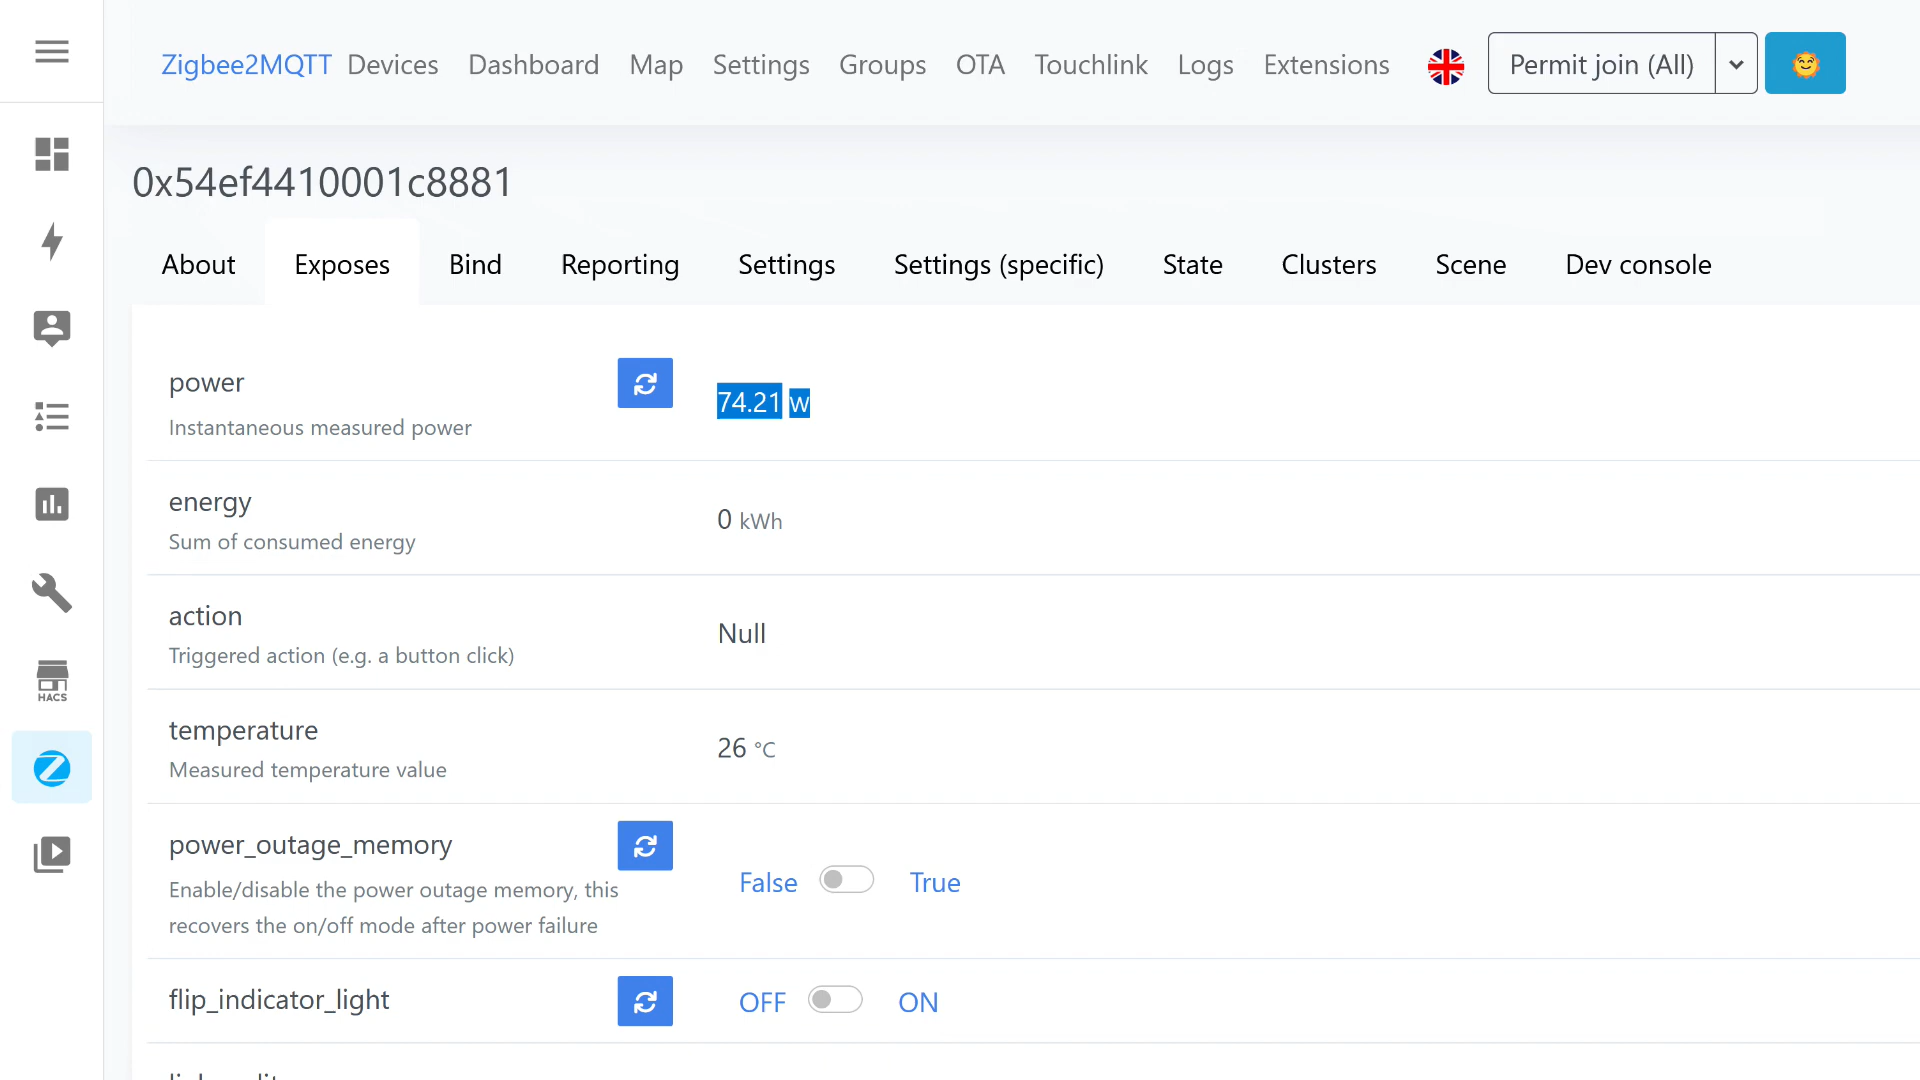 Zigbee2MQTT Devices Dashboard Map Settings Groups OTA Touchlink Logs Extensions Permit join (All)
0x54ef4410001c8881
About Exposes Bind Reporting Settings Settings (specific) State Clusters Scene Dev console
power
74.21 W
Instantaneous measured power
energy
0 kWh
Sum of consumed energy
action
Null
Triggered action (e.g. a button click)
HACS
temperature
26 °C
Measured temperature value
power_outage_memory
Enable/disable the power outage memory, this
recovers the on/off mode after power failure
False True
flip_indicator_light
OFF ON